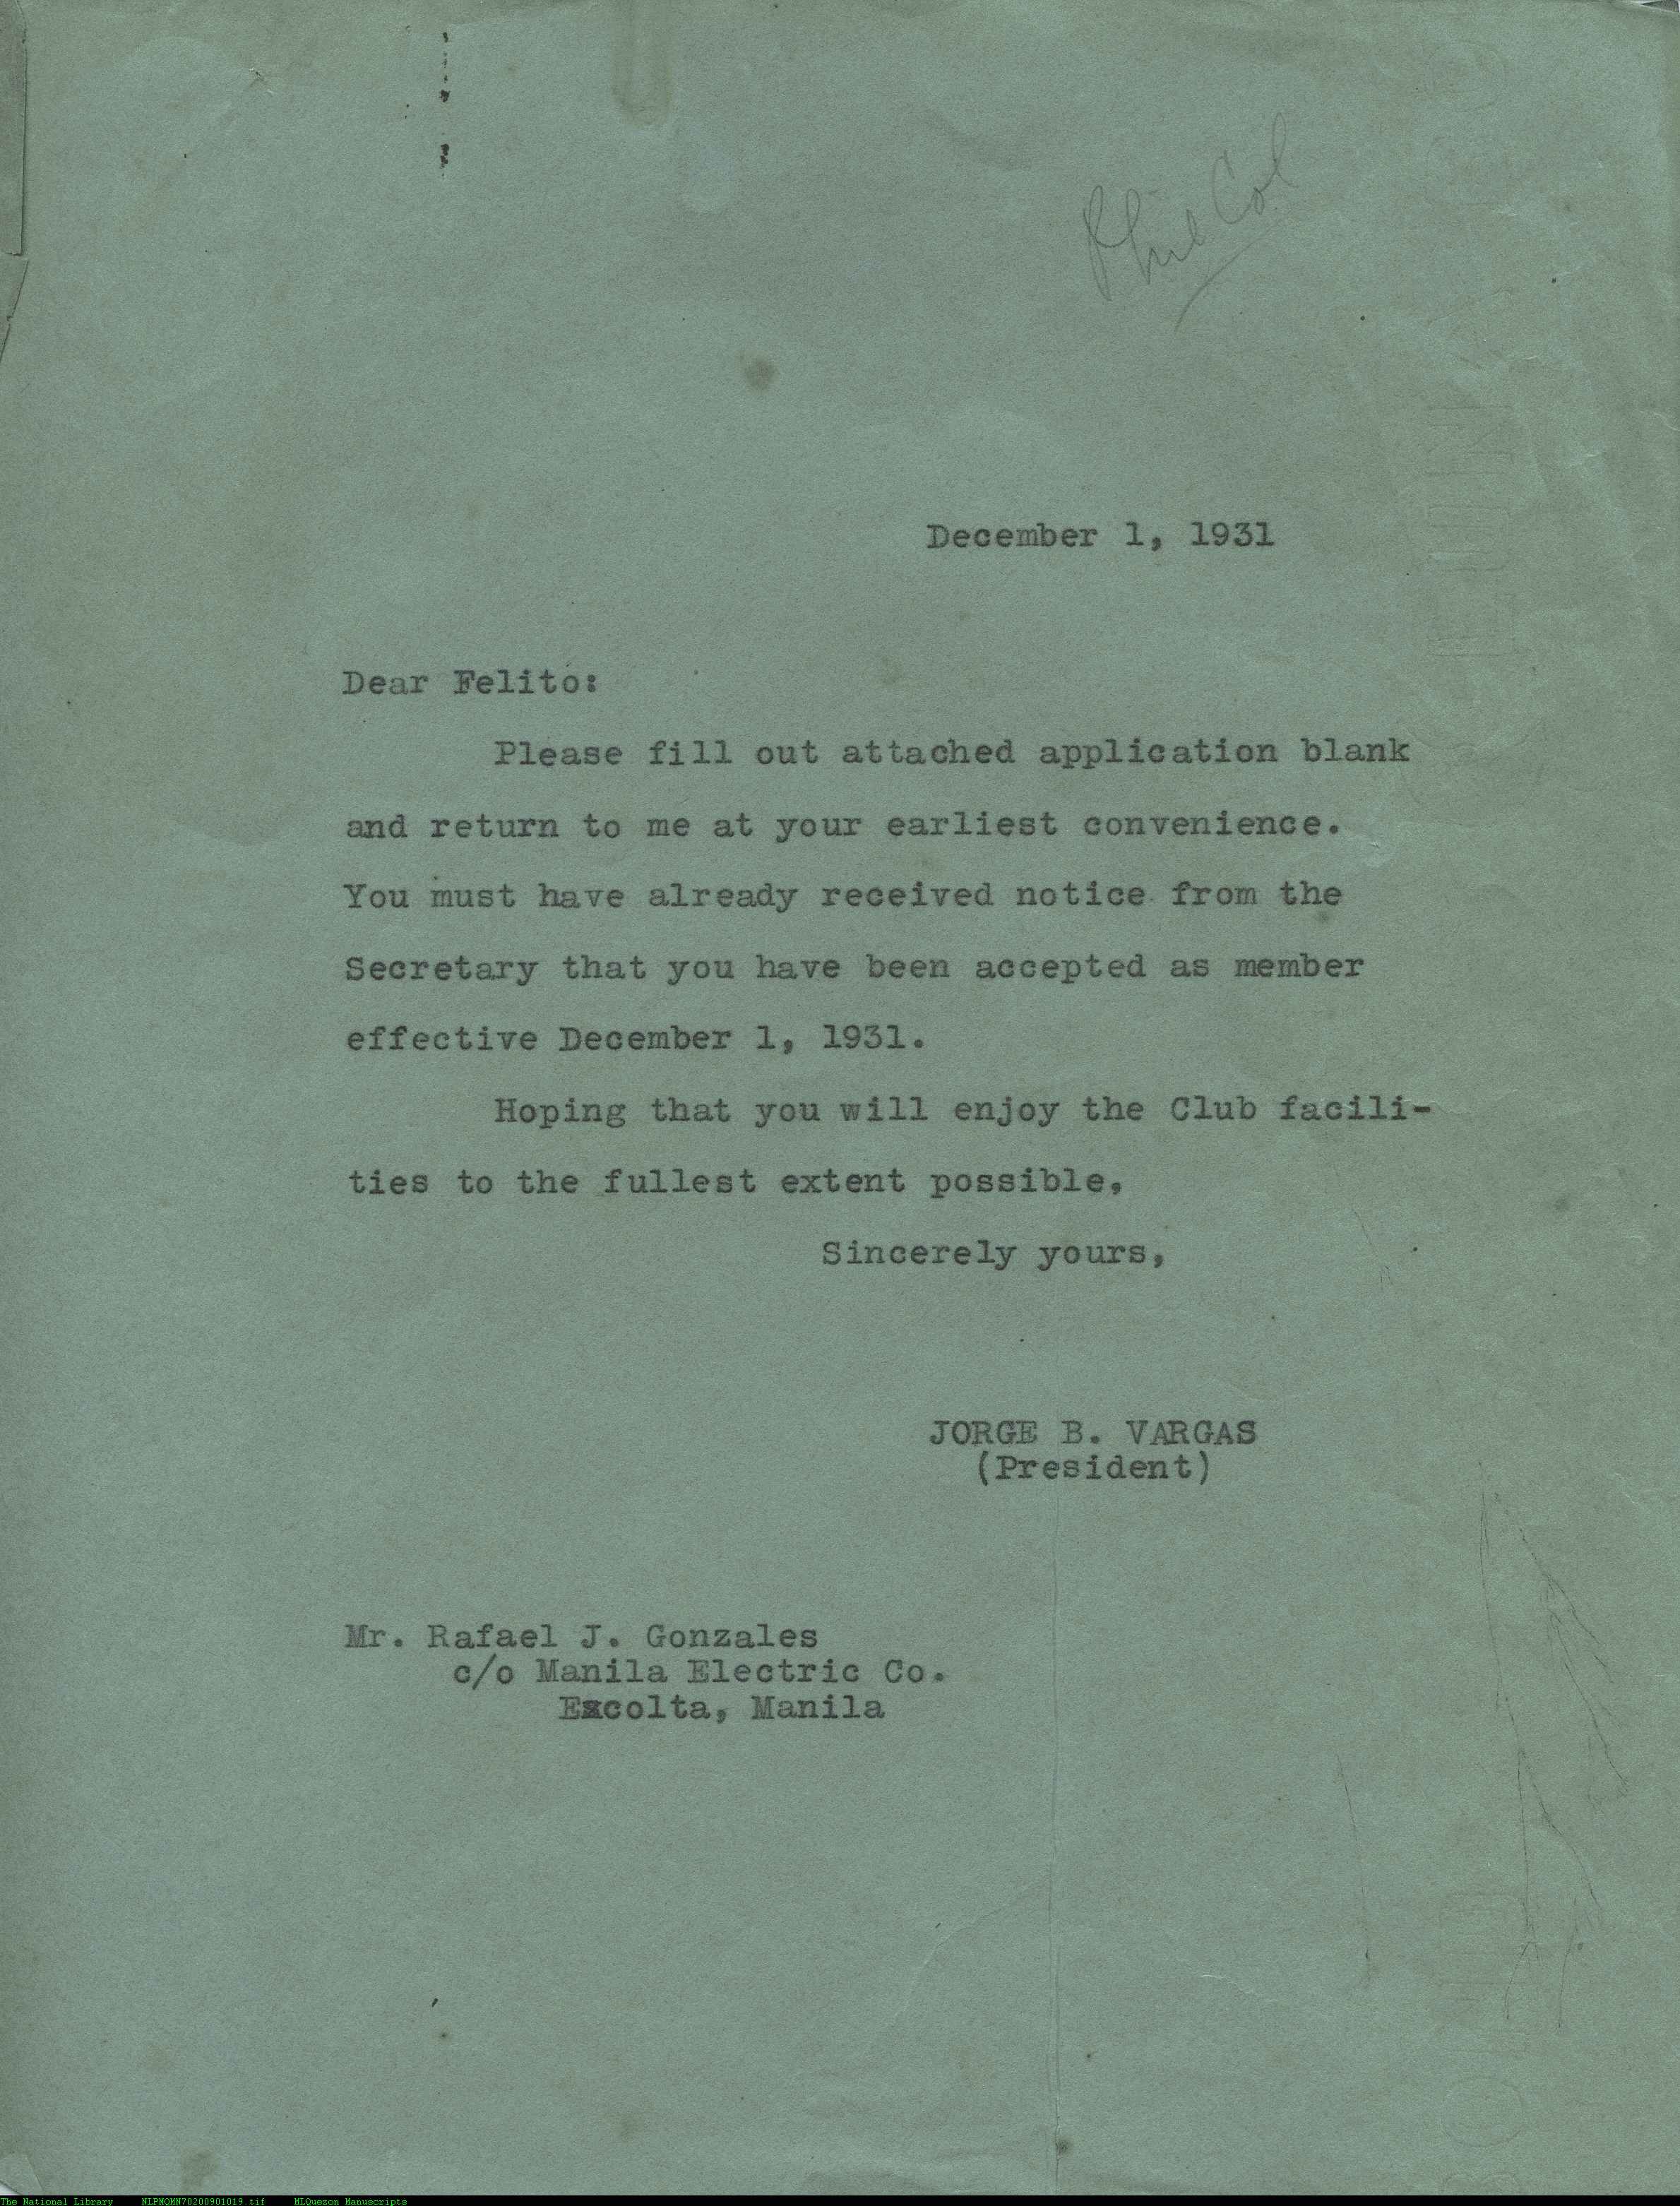 Phil Col
December 1, 1931
Dear Felito:
Please fill out attached application blank
and return to me at your earliest convenience.
You must have already received notice from the
Secretary that you have been accepted as member
effective December 1, 1931.
Hoping that you will enjoy the Club facili-
ties to the fullest extent possible,
Sincerely yours,
JORGE B. VARGAS
(President)
Mr. Rafael J. Gonzales
c/o Manila Electric Co.
Escolta, Manila
The National Library NLPMQMN70200901019 tif MLQuezon Manuscripts